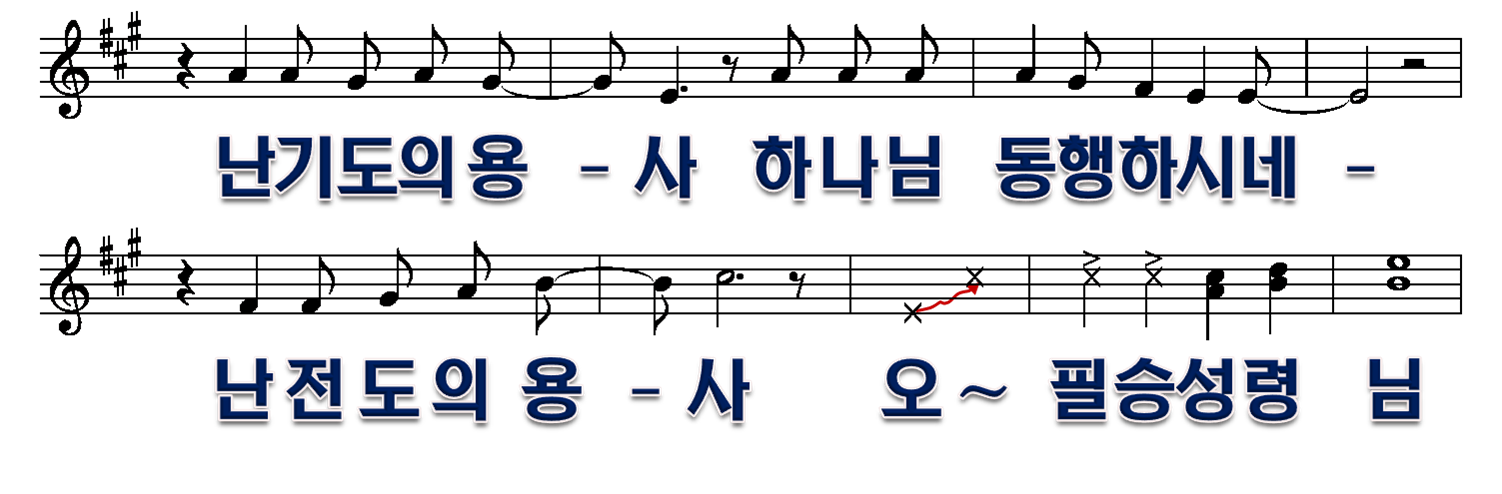 난기도의용 - 사 하나님 동행하시네 -
난전도의 용 - 사 오 ~ 필승성령 님